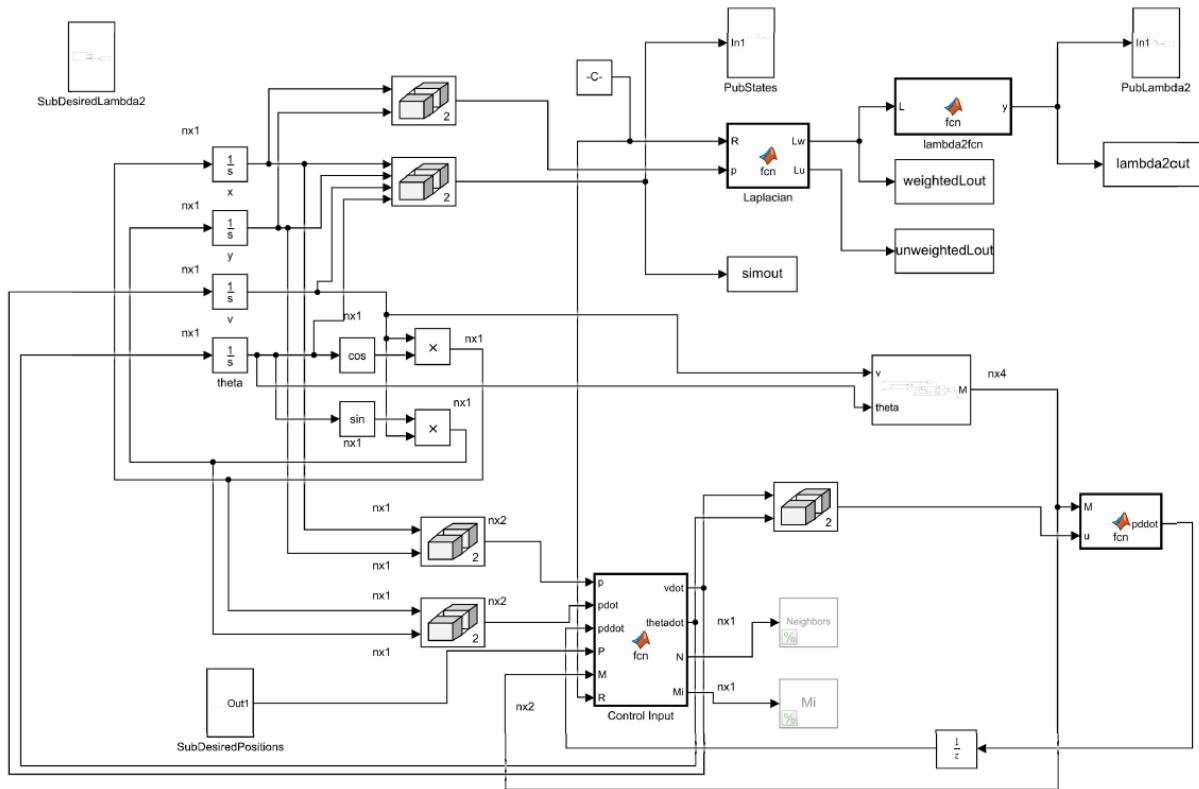 SubDesiredLambda2
In1
PubStates
In1
PubLambda2
-C-
2
L
fcn
y
lambda2fcn
lambda2out
R
p
fcn
Lw
Lu
Laplacian
weightedLout
unweightedLout
simout
nx1
1
s
x
2
nx1
1
s
y
nx1
1
s
v
nx1
nx1
1
s
theta
cos
×
nx1
sin
×
nx1
nx1
v
theta
M
nx4
nx1
2
nx2
nx1
nx1
2
nx2
nx1
2
M
u
fcn
pddot
p
pdot
pddot
P
M
R
fcn
vdot
thetadot
N
Mi
Control Input
nx1
Neighbors
%
nx1
Mi
%
Out1
SubDesiredPositions
nx2
1
z